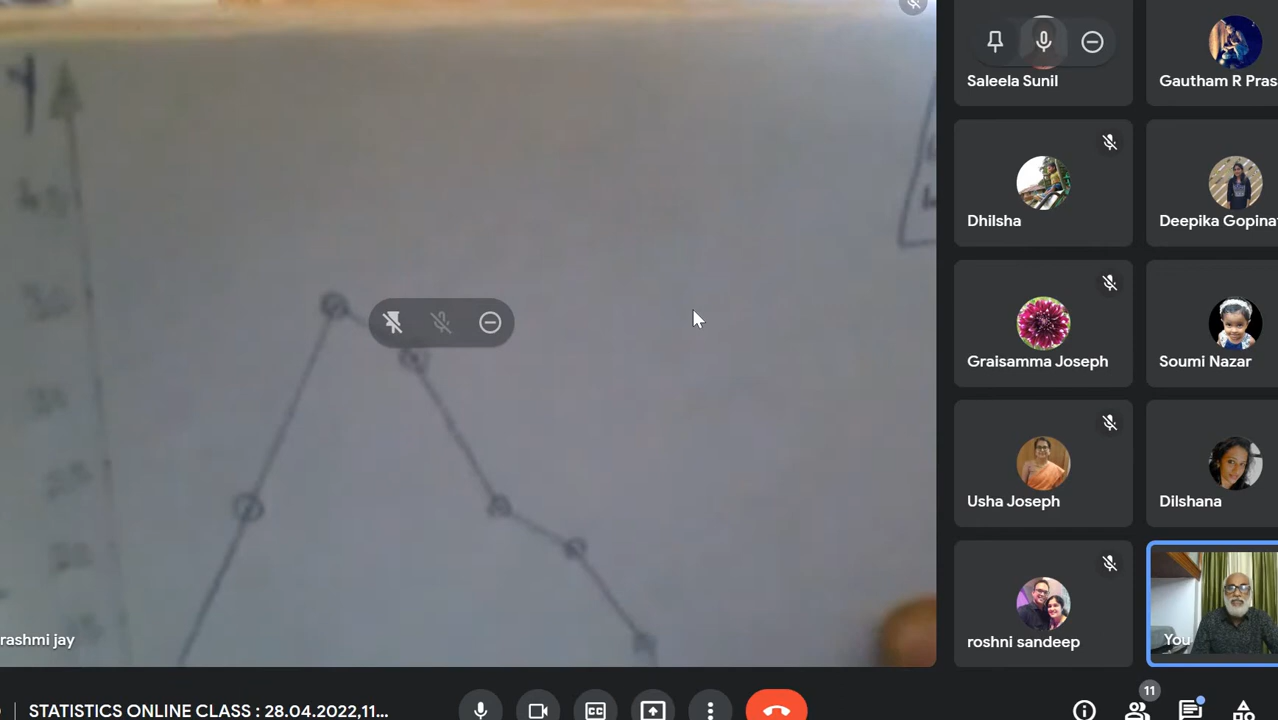 Saleela Sunil
Gautham R Pras
Dhilsha
Deepika Gopina
Graisamma Joseph
Soumi Nazar
Usha Joseph
Dilshana
rashmi jay
roshni sandeep
You
11
STATISTICS ONLINE CLASS : 28.04.2022,11...
CC